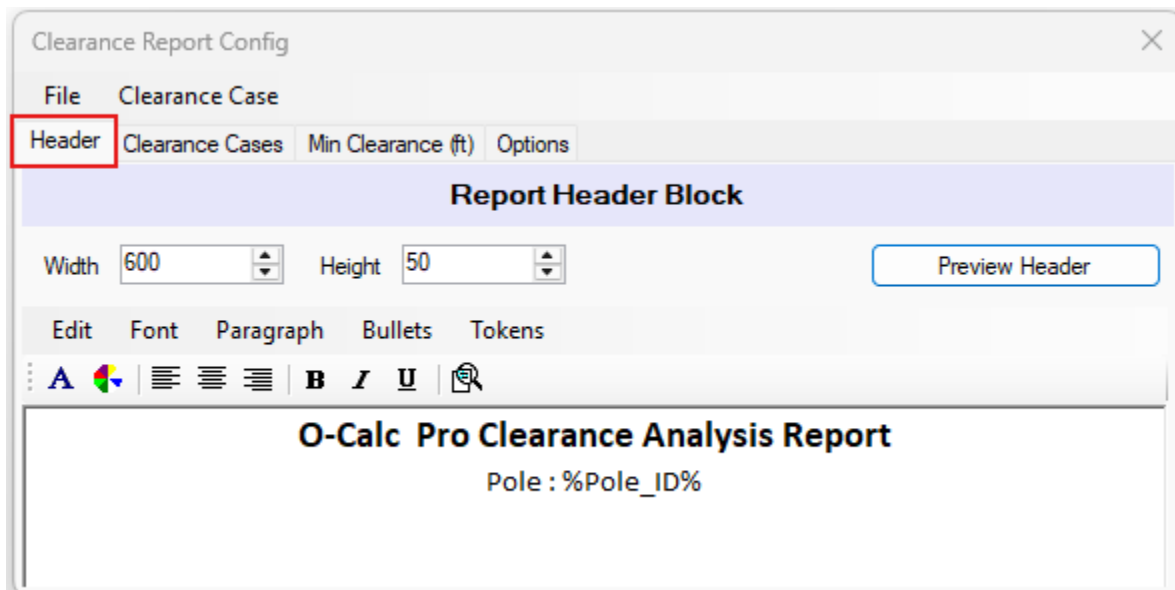 Clearance Report Config
File Clearance Case
Header Clearance Cases Min Clearance (ft) Options
Report Header Block
Width 600 Height 50 Preview Header
Edit Font Paragraph Bullets Tokens
A B I U
O-Calc Pro Clearance Analysis Report
Pole : %Pole_ID%